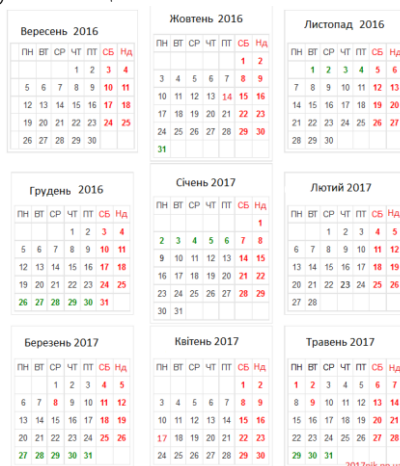 Вересень 2016
ПН ВТ СР ЧТ ПТ СБ Нд
1 2 3 4
5 6 7 8 9 10 11
12 13 14 15 16 17 18
19 20 21 22 23 24 25
26 27 28 29 30
Жовтень 2016
ПН ВТ СР ЧТ ПТ СБ Нд
1 2
3 4 5 6 7 8 9
10 11 12 13 14 15 16
17 18 19 20 21 22 23
24 25 26 27 28 29 30
31
Листопад 2016
ПН ВТ СР ЧТ ПТ СБ Нд
1 2 3 4 5 6
7 8 9 10 11 12 13
14 15 16 17 18 19 20
21 22 23 24 25 26 27
28 29 30
Грудень 2016
ПН ВТ СР ЧТ ПТ СБ Нд
1 2 3 4
5 6 7 8 9 10 11
12 13 14 15 16 17 18
19 20 21 22 23 24 25
26 27 28 29 30 31
Січень 2017
ПН ВТ СР ЧТ ПТ СБ Нд
1
2 3 4 5 6 7 8
9 10 11 12 13 14 15
16 17 18 19 20 21 22
23 24 25 26 27 28 29
30 31
Лютий 2017
ПН ВТ СР ЧТ ПТ СБ Нд
1 2 3 4 5
6 7 8 9 10 11 12
13 14 15 16 17 18 19
20 21 22 23 24 25 26
27 28
Березень 2017
ПН ВТ СР ЧТ ПТ СБ Нд
1 2 3 4 5
6 7 8 9 10 11 12
13 14 15 16 17 18 19
20 21 22 23 24 25 26
27 28 29 30 31
Квітень 2017
ПН ВТ СР ЧТ ПТ СБ Нд
1 2
3 4 5 6 7 8 9
10 11 12 13 14 15 16
17 18 19 20 21 22 23
24 25 26 27 28 29 30
Травень 2017
ПН ВТ СР ЧТ ПТ СБ Нд
1 2 3 4 5 6 7
8 9 10 11 12 13 14
15 16 17 18 19 20 21
22 23 24 25 26 27 28
29 30 31